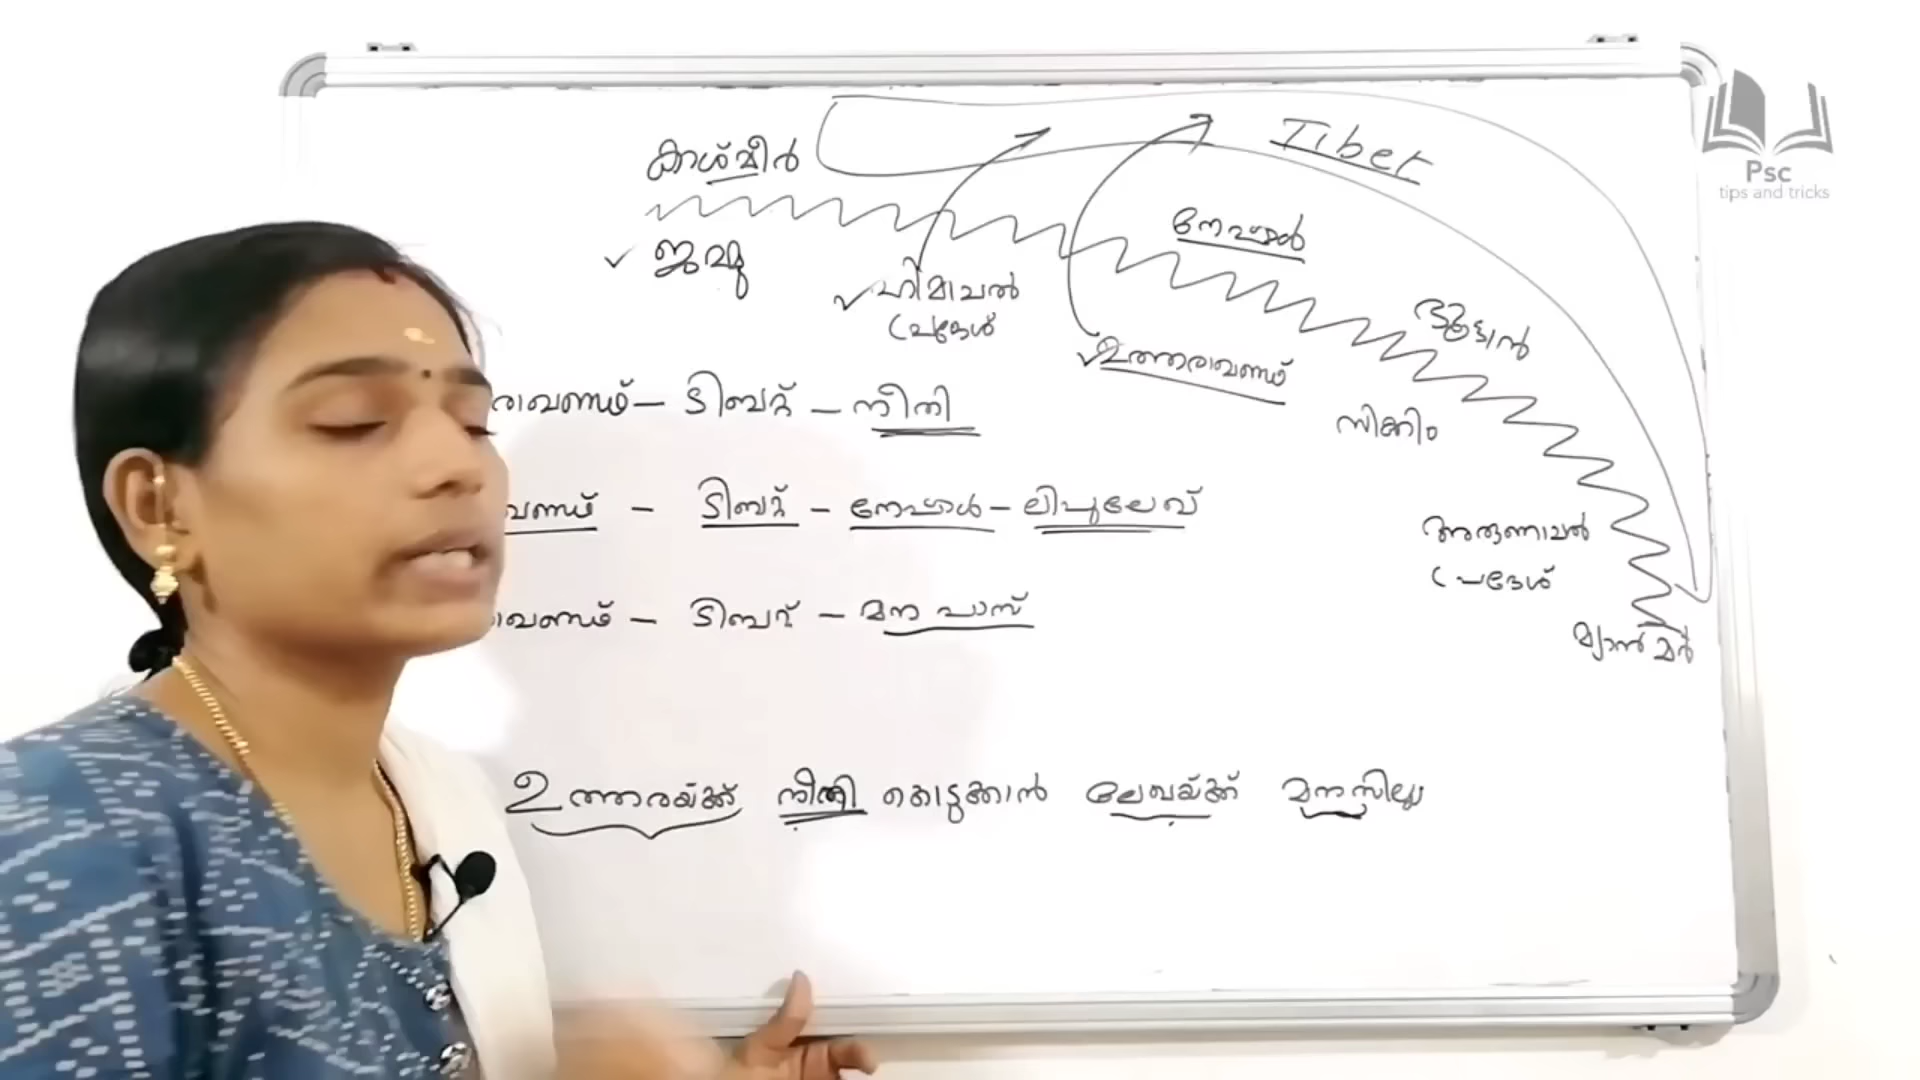 കാശ്മീർ
Tibet
Psc
tips and tricks
നേപ്പാൾ
✓ ജമ്മു
✓ ഹിമാചൽ
പ്രദേശ്
ഭൂട്ടാൻ
✓ ഉത്തരാഖണ്ഡ്
സിക്കിം
രാഖണ്ഡ് – ടിബറ്റ് – നീതി
ഖണ്ഡ് – ടിബറ്റ് – നേപ്പാൾ – ലിപുലേഖ്
അരുണാചൽ
പ്രദേശ്
ഖണ്ഡ് – ടിബറ്റ് – മന പാസ്
മ്യാൻമർ
ഉത്തരയ്ക്ക് നീതി കൊടുക്കാൻ ലേഖയ്ക്ക് മനസില്ല